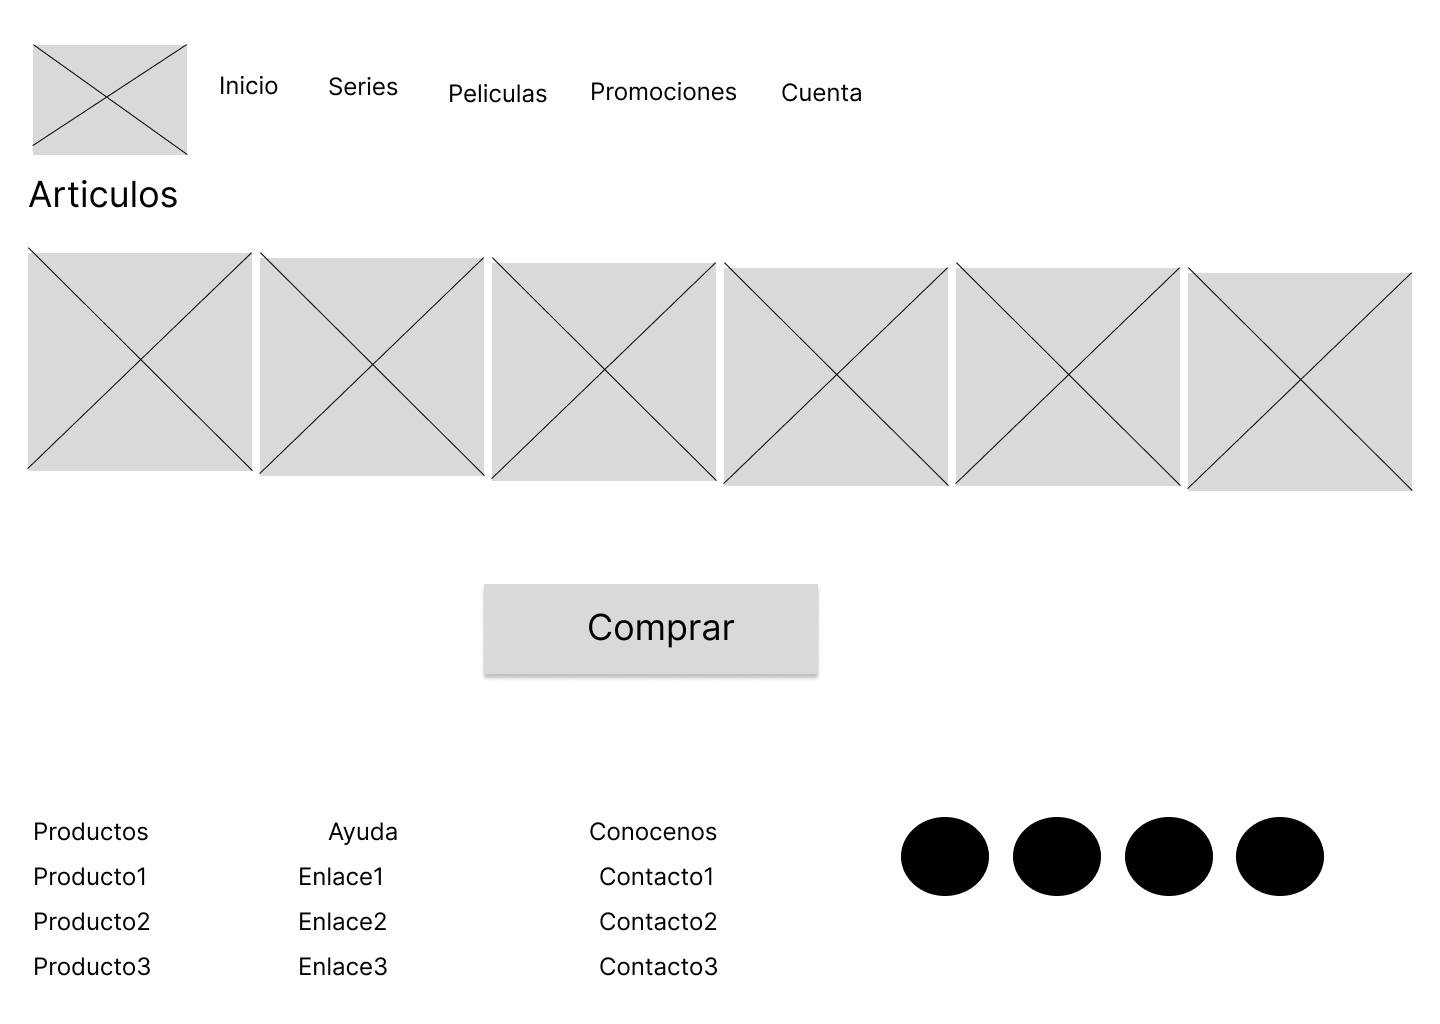 Inicio Series Peliculas Promociones Cuenta
Articulos
Comprar
Productos Ayuda Conocenos
Producto1 Enlace1 Contacto1
Producto2 Enlace2 Contacto2
Producto3 Enlace3 Contacto3